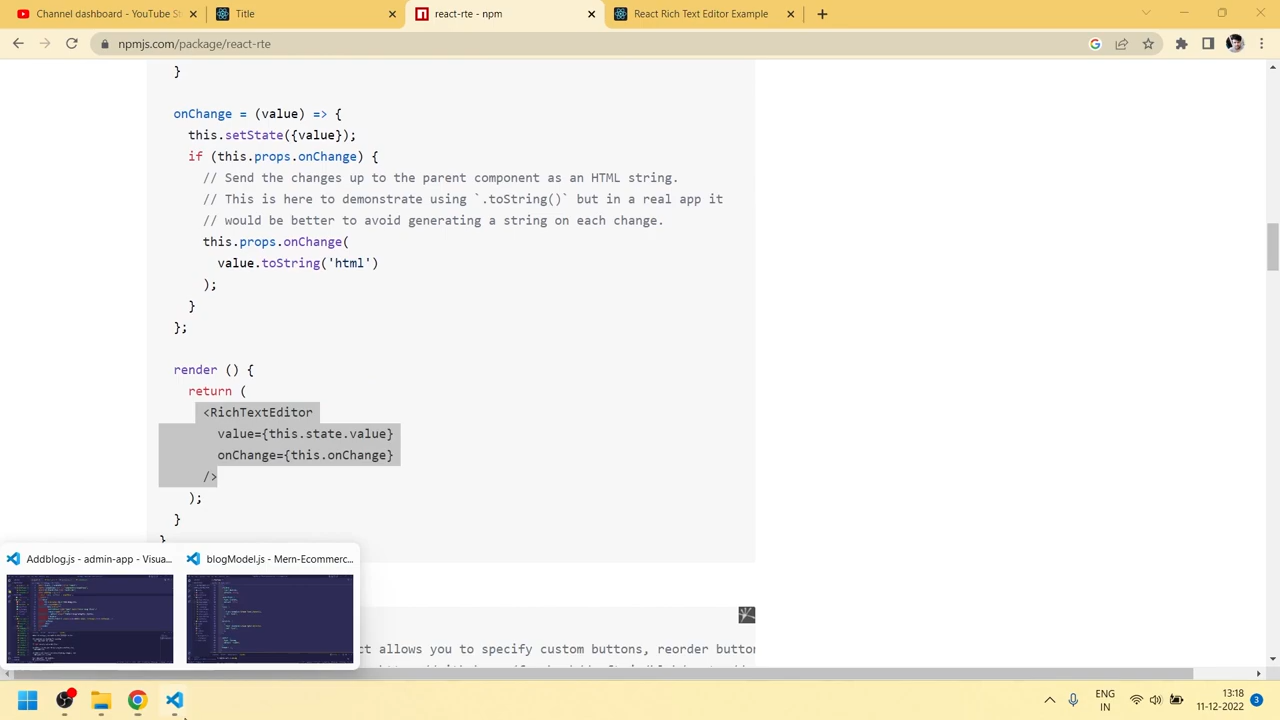 Channel dashboard - YouTube S
Title
react-rte - npm
React Rich Text Editor Example
npmjs.com/package/react-rte
}
onChange = (value) => {
this.setState({value});
if (this.props.onChange) {
// Send the changes up to the parent component as an HTML string.
// This is here to demonstrate using `.toString()` but in a real app it
// would be better to avoid generating a string on each change.
this.props.onChange(
value.toString('html')
);
}
};
render () {
return (
<RichTextEditor
value={this.state.value}
onChange={this.onChange}
/>
);
}
}
Addblog.js - admin-app - Visua...
blogModel.js - Mern-Ecommerc...
ct allows you to specify custom buttons, reorder butto
ENG
IN
13:18
11-12-2022
3